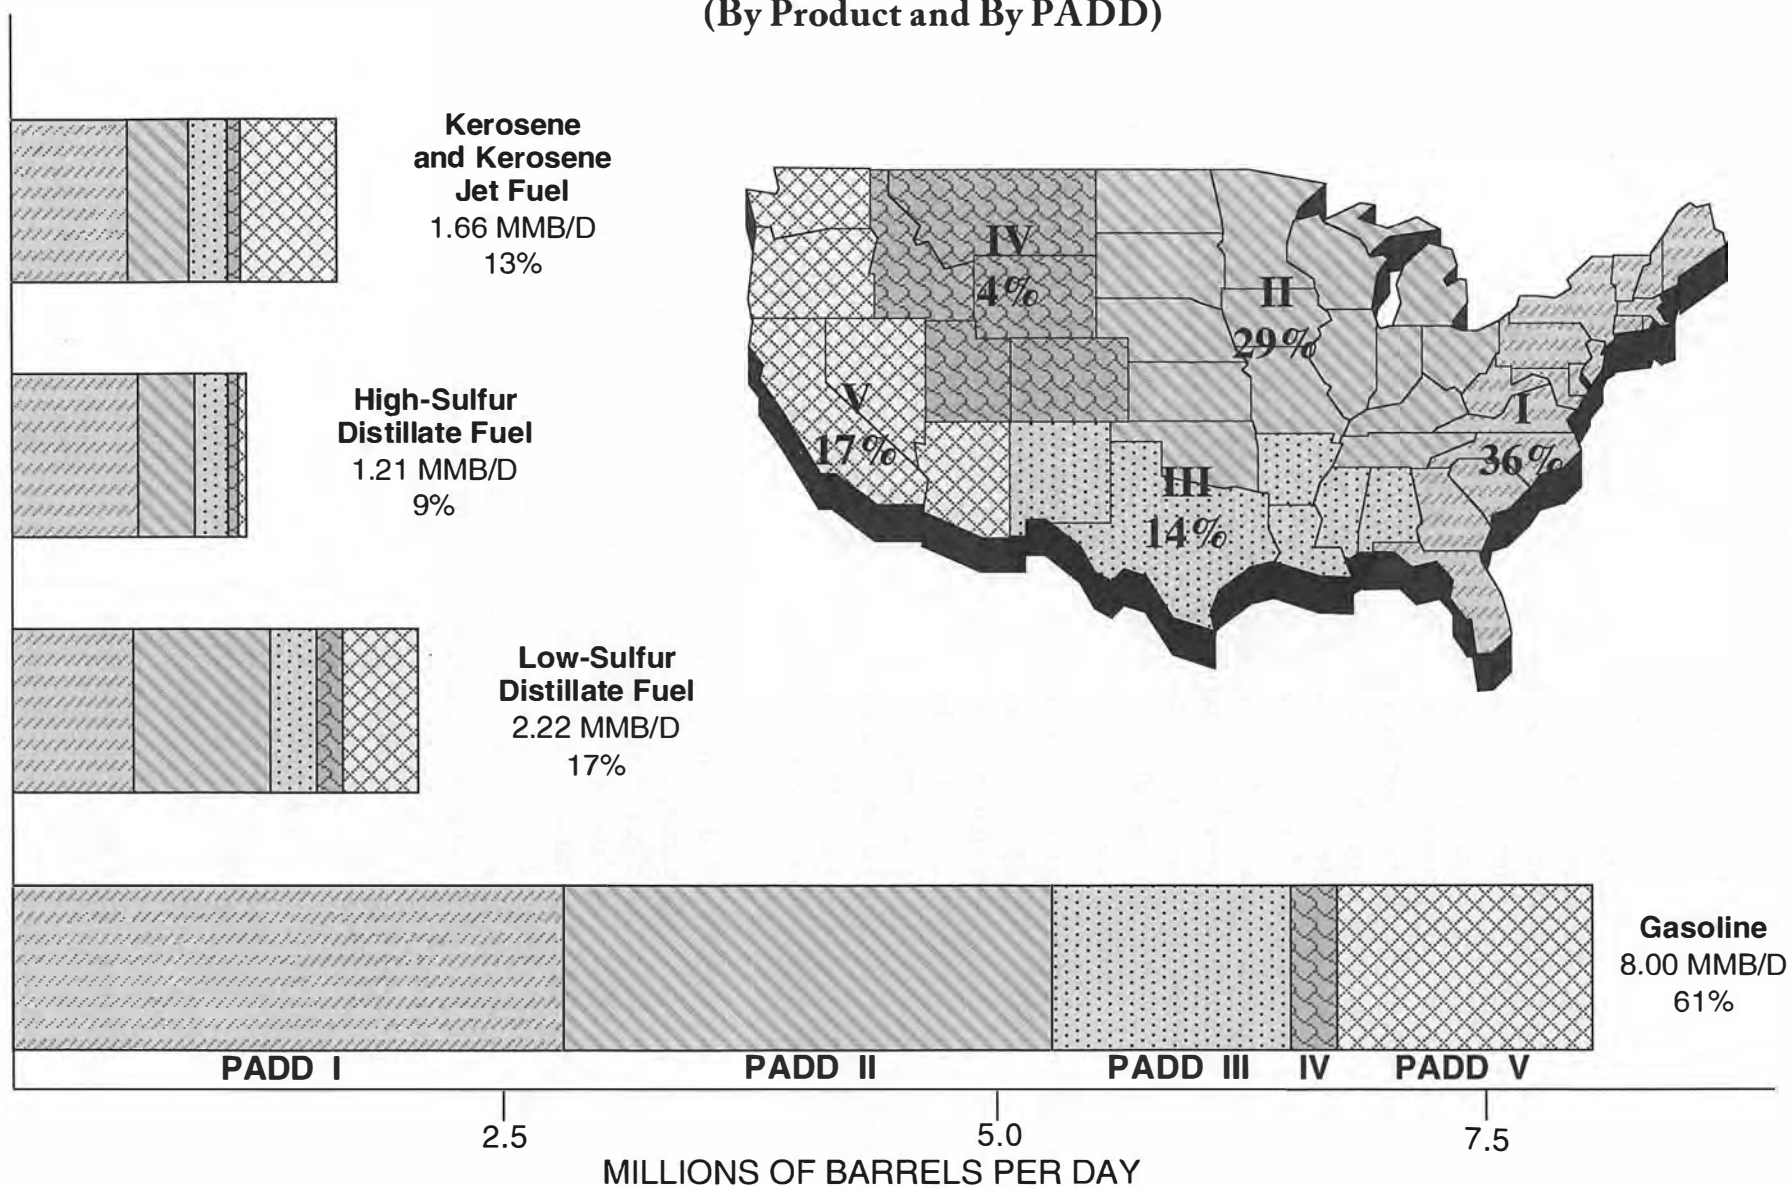 (By Product and By PADD)
Kerosene
and Kerosene
Jet Fuel
1.66 MMB/D
13%
High-Sulfur
Distillate Fuel
1.21 MMB/D
9%
Low-Sulfur
Distillate Fuel
2.22 MMB/D
17%
IV
4%
II
29%
V
17%
III
14%
I
36%
Gasoline
8.00 MMB/D
61%
PADD I
PADD II
PADD III
IV
PADD V
2.5
5.0
7.5
MILLIONS OF BARRELS PER DAY